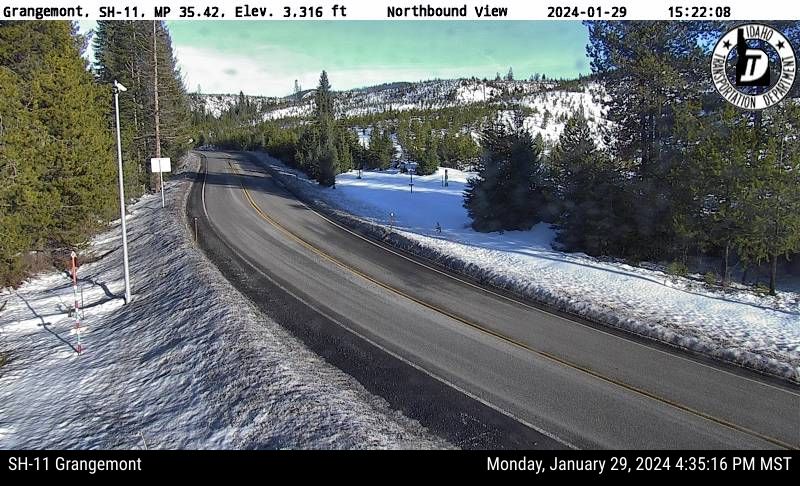 Grangemont, SH-11, MP 35.42, Elev. 3,316 ft Northbound View 2024-01-29 15:22:08
IDAHO
TRANSPORTATION DEPARTMENT
SH-11 Grangemont Monday, January 29, 2024 4:35:16 PM MST